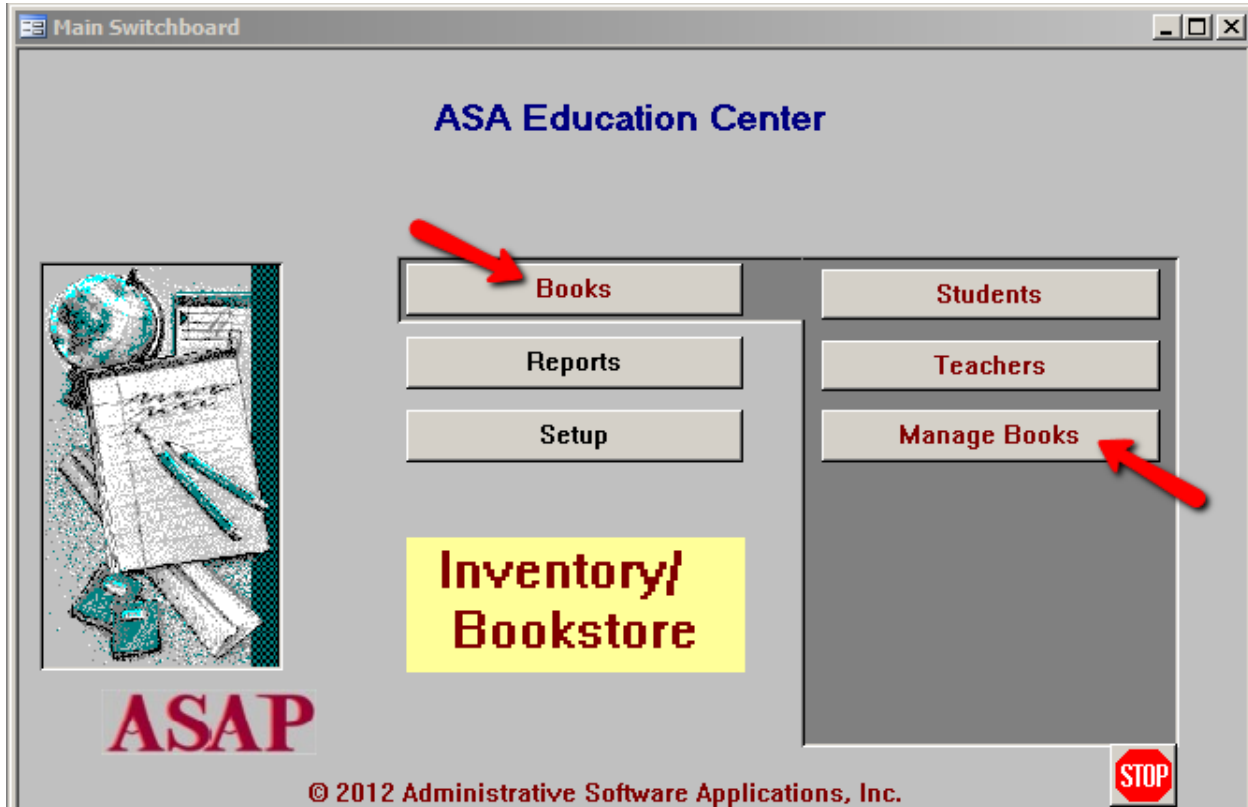 Main Switchboard
ASA Education Center
Books
Students
Reports
Teachers
Setup
Manage Books
Inventory/
Bookstore
ASAP
STOP
© 2012 Administrative Software Applications, Inc.